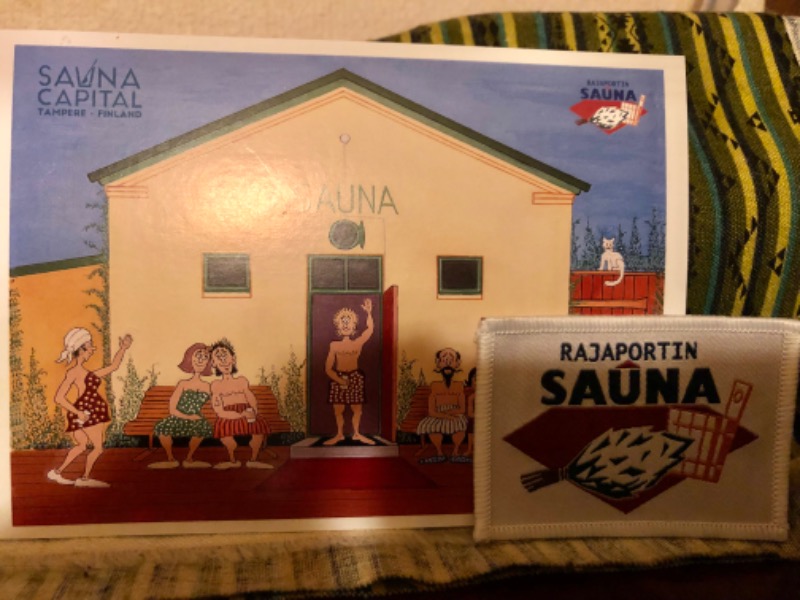 SAUNA
CAPITAL
TAMPERE - FINLAND
RAJAPORTIN
SAUNA
SAUNA
RAJAPORTIN
SAUNA